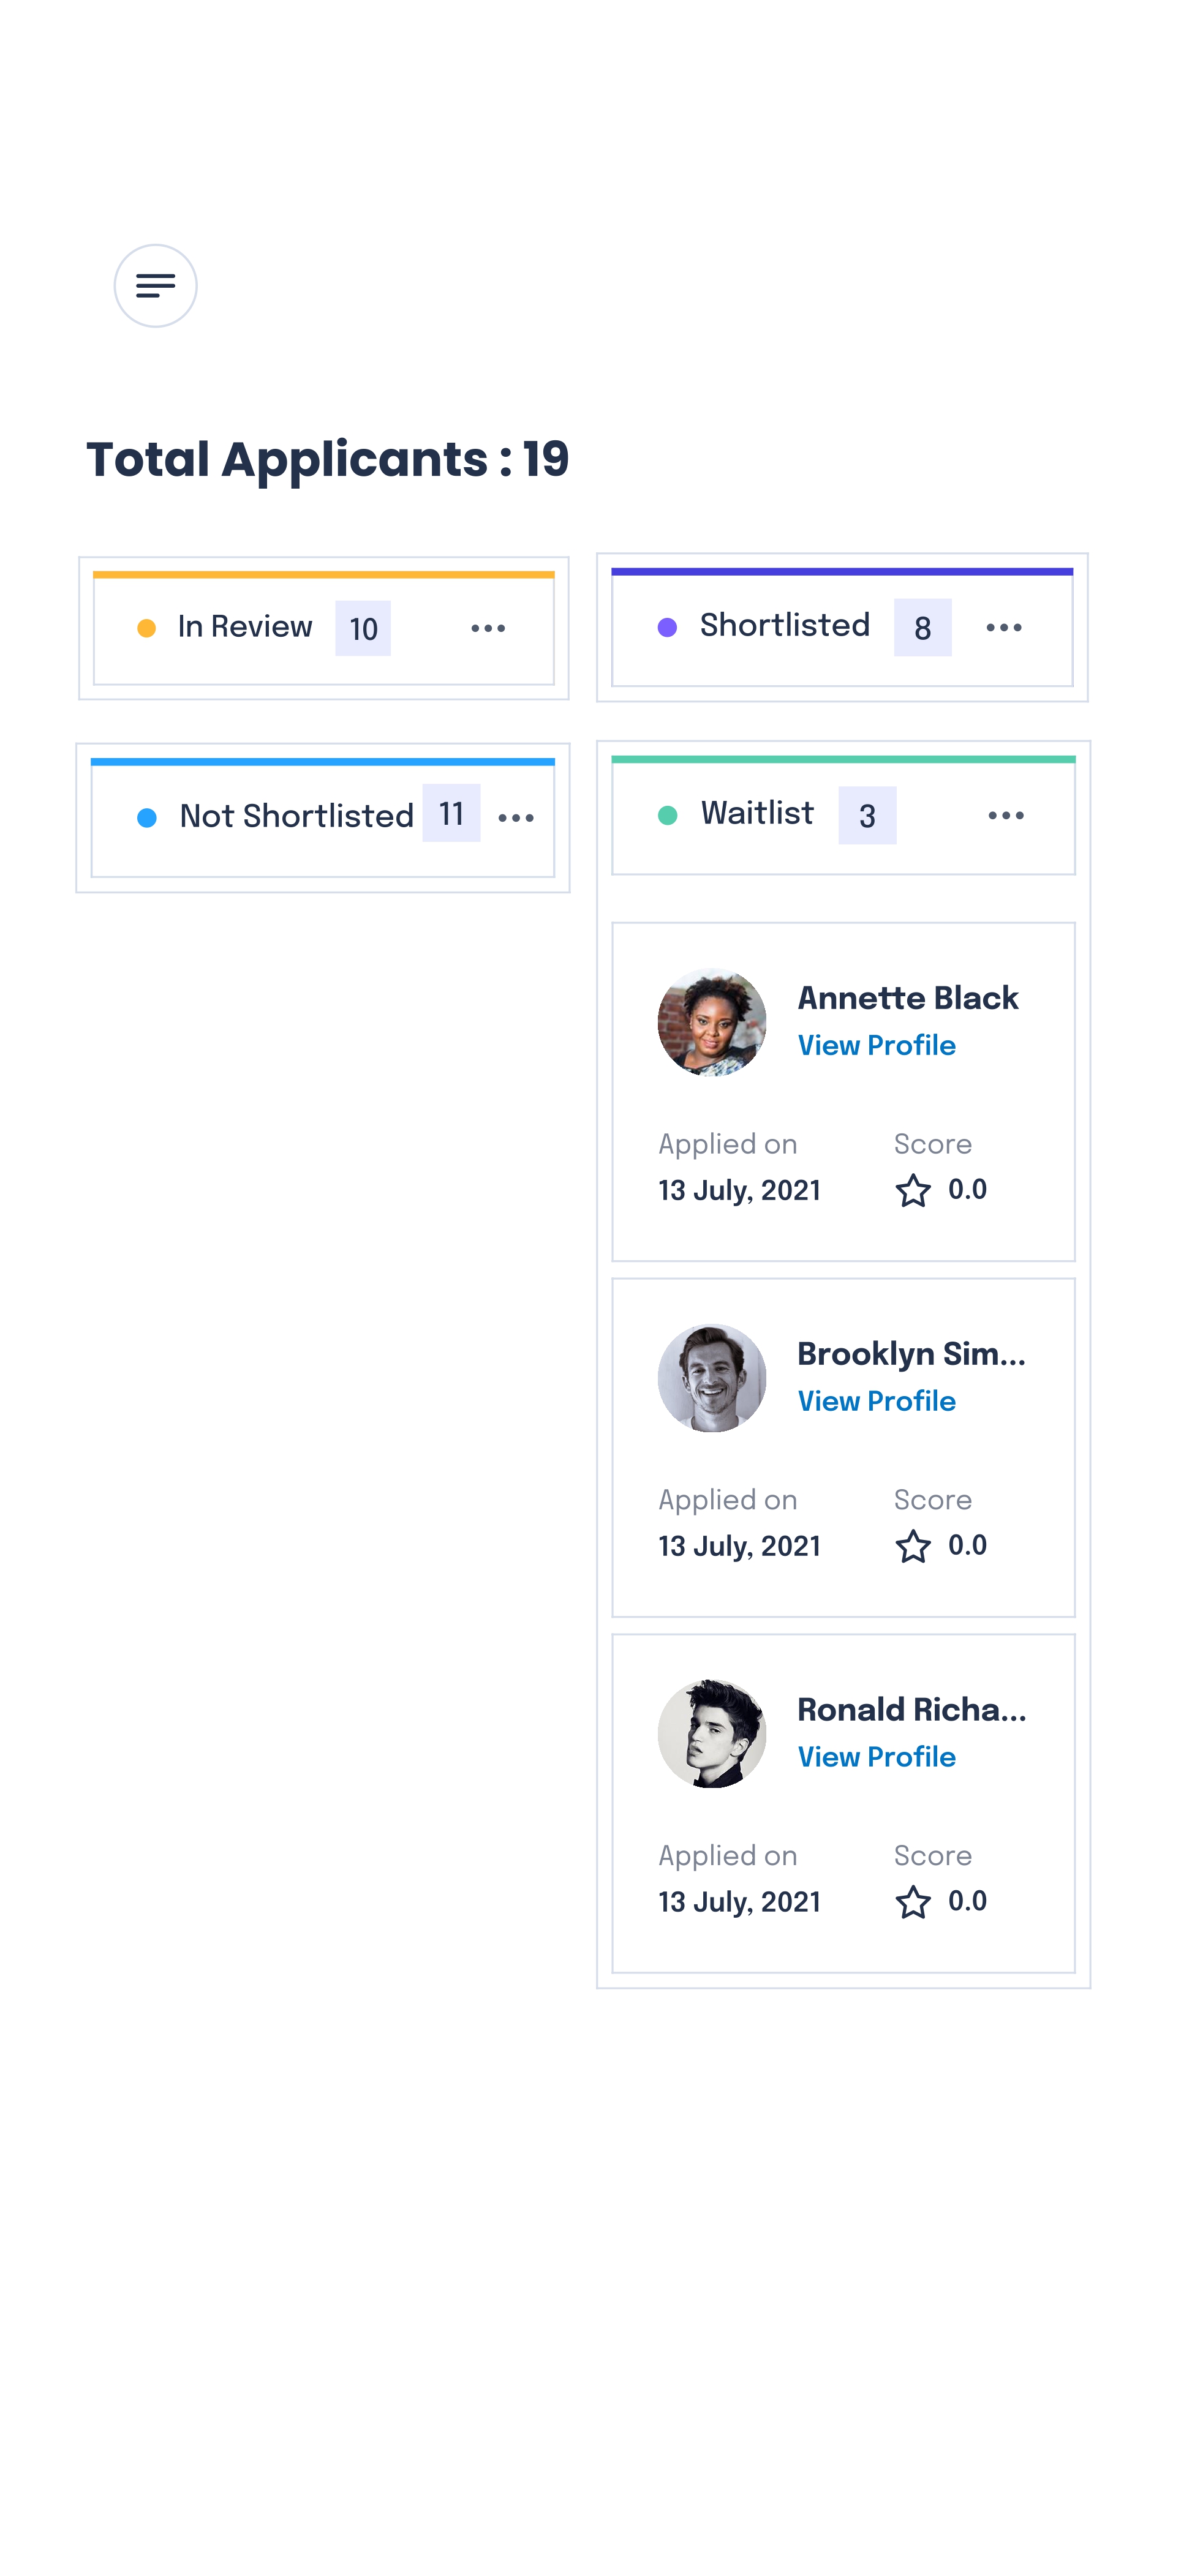 Total Applicants : 19
In Review 10
Shortlisted 8
Not Shortlisted 11
Waitlist 3
Annette Black
View Profile
Applied on Score
13 July, 2021 0.0
Brooklyn Sim...
View Profile
Applied on Score
13 July, 2021 0.0
Ronald Richa...
View Profile
Applied on Score
13 July, 2021 0.0